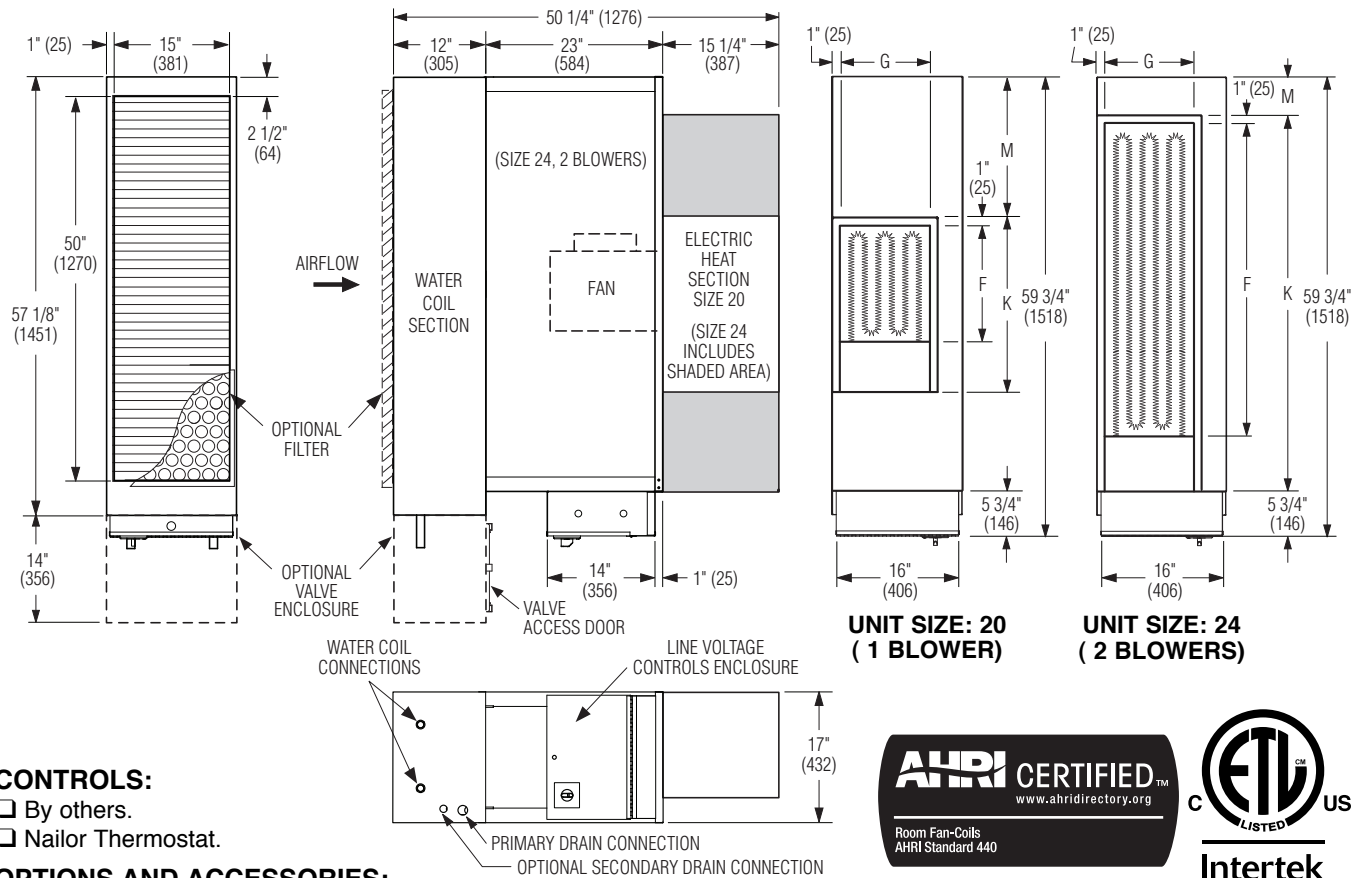 50 1/4" (1276)
1" (25)
15"
(381)
12"
(305)
23"
(584)
15 1/4"
(387)
1" (25)
G
1" (25)
G
2 1/2"
(64)
50"
(1270)
57 1/8"
(1451)
14"
(356)
OPTIONAL
FILTER
OPTIONAL
VALVE
ENCLOSURE
AIRFLOW
WATER
COIL
SECTION
(SIZE 24, 2 BLOWERS)
FAN
ELECTRIC
HEAT
SECTION
SIZE 20
(SIZE 24
INCLUDES
SHADED AREA)
14"
(356)
1" (25)
VALVE
ACCESS DOOR
M
1"
(25)
F
K
59 3/4"
(1518)
5 3/4"
(146)
16"
(406)
UNIT SIZE: 20
( 1 BLOWER)
1" (25)
M
F
K
59 3/4"
(1518)
5 3/4"
(146)
16"
(406)
UNIT SIZE: 24
( 2 BLOWERS)
WATER COIL
CONNECTIONS
LINE VOLTAGE
CONTROLS ENCLOSURE
17"
(432)
PRIMARY DRAIN CONNECTION
OPTIONAL SECONDARY DRAIN CONNECTION
CONTROLS:
❑ By others.
❑ Nailor Thermostat.
OPTIONS AND ACCESSORIES:
AHRI CERTIFIED™
www.ahridirectory.org
Room Fan-Coils
AHRI Standard 440
C ETL CM US
LISTED
Intertek